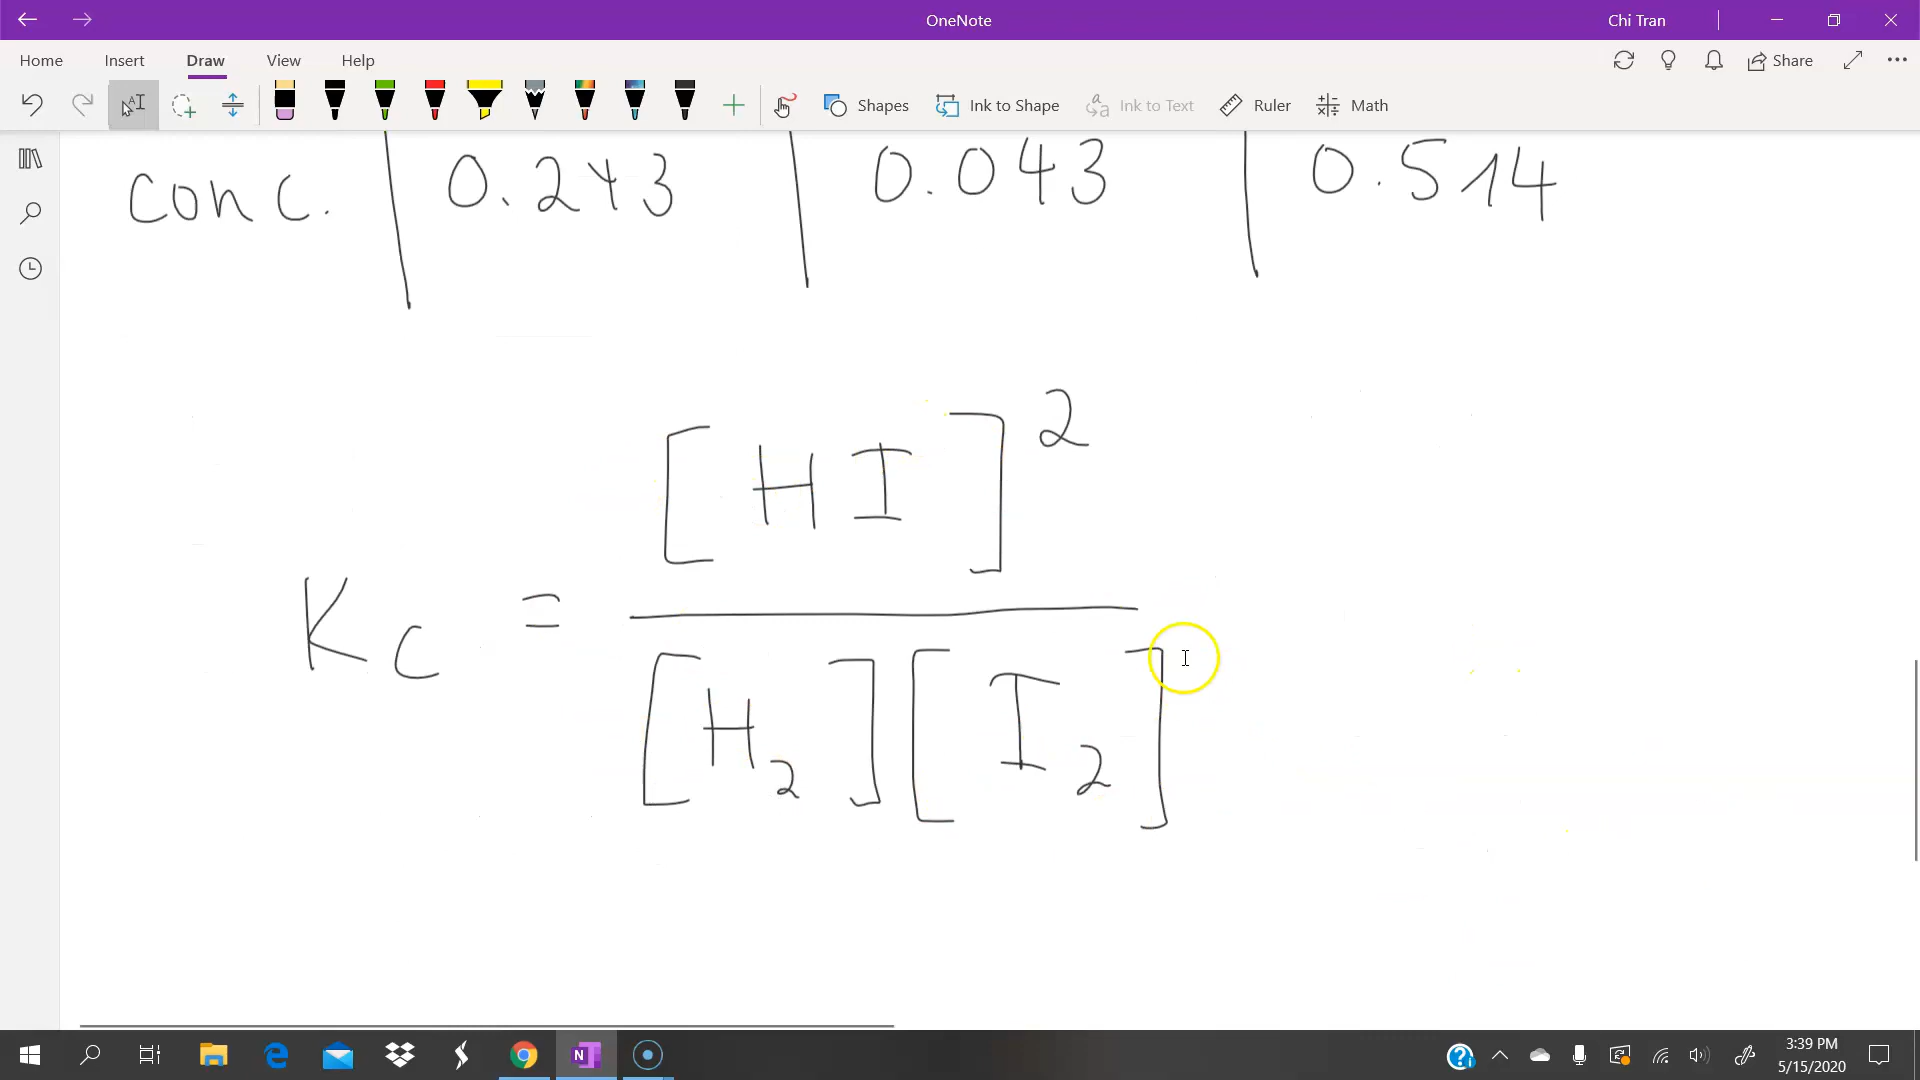 OneNote
Chi Tran
Home Insert Draw View Help
Share
Shapes Ink to Shape Ink to Text Ruler Math
conc. 0.243 0.043 0.514
[HI]²
Kc =
[H₂][I₂]
3:39 PM
5/15/2020